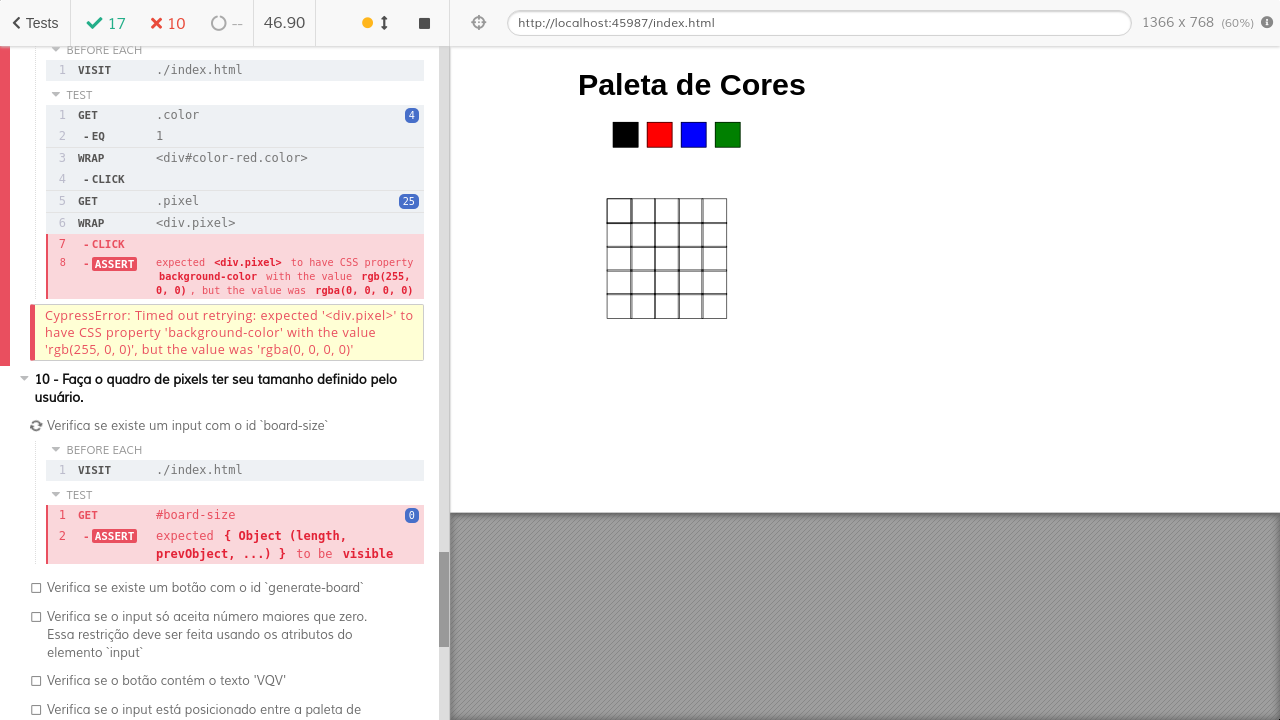 Tests 17 10 -- 46.90 http://localhost:45987/index.html 1366 x 768 (60%)
BEFORE EACH
1 VISIT ./index.html
TEST
1 GET .color 4
2 - EQ 1
3 WRAP <div#color-red.color>
4 - CLICK
5 GET .pixel 25
6 WRAP <div.pixel>
7 - CLICK
8 - ASSERT expected <div.pixel> to have CSS property
background-color with the value rgb(255,
0, 0) , but the value was rgba(0, 0, 0, 0)
CypressError: Timed out retrying: expected '<div.pixel>' to
have CSS property 'background-color' with the value
'rgb(255, 0, 0)', but the value was 'rgba(0, 0, 0, 0)'
10 - Faça o quadro de pixels ter seu tamanho definido pelo
usuário.
Verifica se existe um input com o id `board-size`
BEFORE EACH
1 VISIT ./index.html
TEST
1 GET #board-size 0
2 - ASSERT expected { Object (length,
prevObject, ...) } to be visible
Verifica se existe um botão com o id `generate-board`
Verifica se o input só aceita número maiores que zero.
Essa restrição deve ser feita usando os atributos do
elemento `input`
Verifica se o botão contém o texto 'VQV'
Verifica se o input está posicionado entre a paleta de
Paleta de Cores